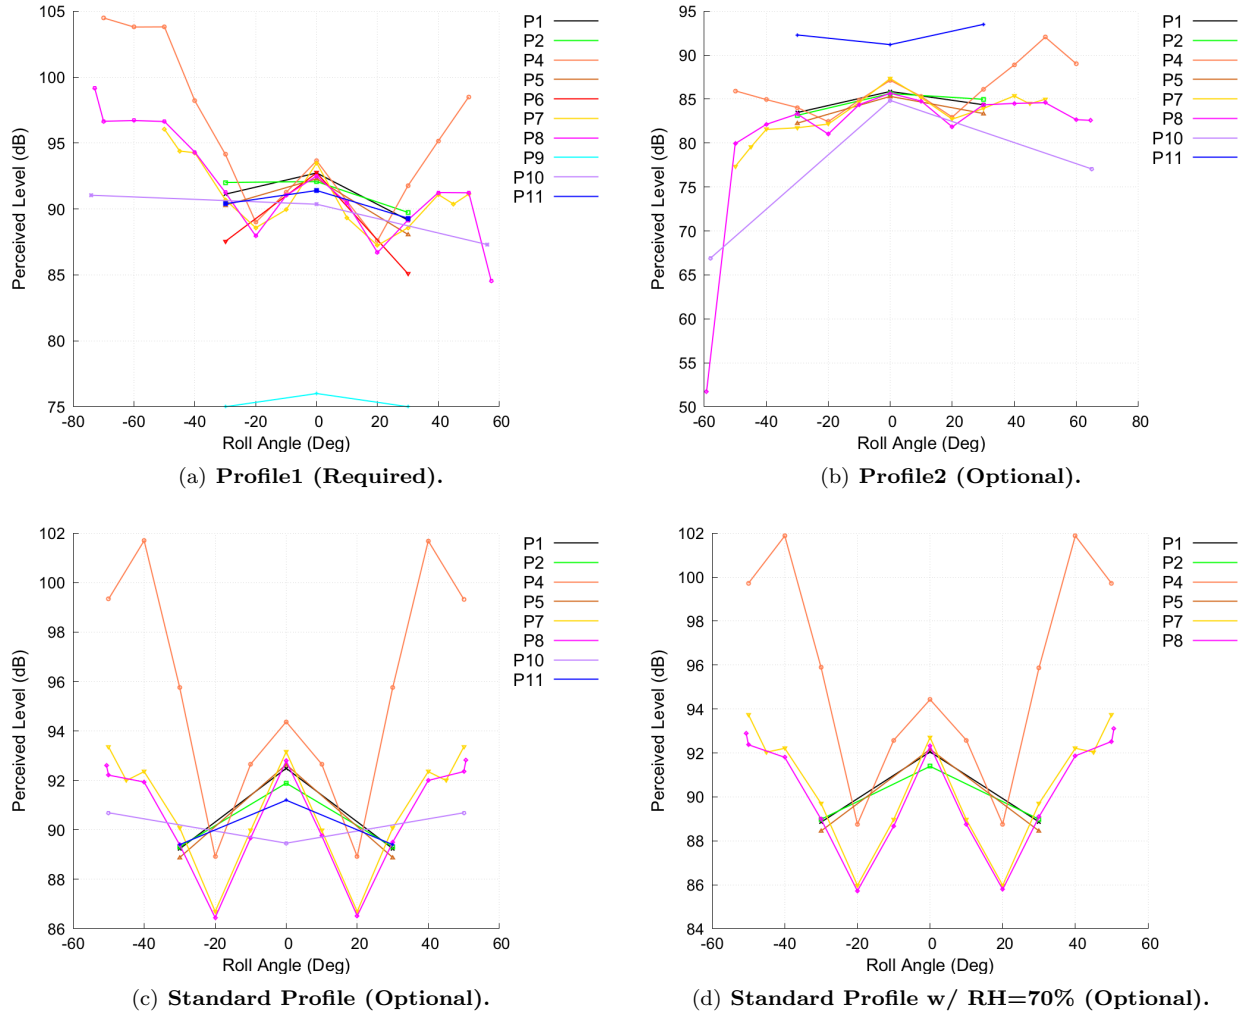 105
100
95
90
85
80
75
-80
-60
-40
-20
0
20
40
60
Perceived Level (dB)
Roll Angle (Deg)
P1
P2
P4
P5
P6
P7
P8
P9
P10
P11
(a) Profile1 (Required).
95
90
85
80
75
70
65
60
55
50
-60
-40
-20
0
20
40
60
80
Perceived Level (dB)
Roll Angle (Deg)
P1
P2
P4
P5
P7
P8
P10
P11
(b) Profile2 (Optional).
102
100
98
96
94
92
90
88
86
-60
-40
-20
0
20
40
60
Perceived Level (dB)
Roll Angle (Deg)
P1
P2
P4
P5
P7
P8
P10
P11
(c) Standard Profile (Optional).
102
100
98
96
94
92
90
88
86
84
-60
-40
-20
0
20
40
60
Perceived Level (dB)
Roll Angle (Deg)
P1
P2
P4
P5
P7
P8
(d) Standard Profile w/ RH=70% (Optional).